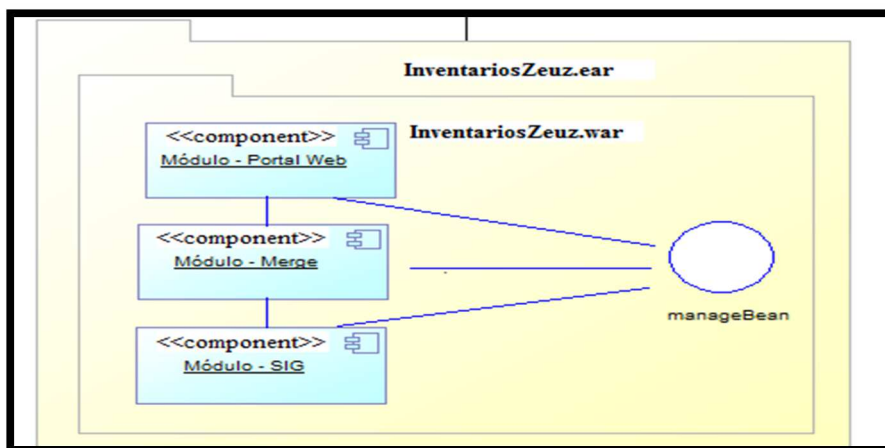 InventariosZeuz.ear
InventariosZeuz.war
<<component>>
Módulo - Portal Web
<<component>>
Módulo - Merge
<<component>>
Módulo - SIG
manageBean